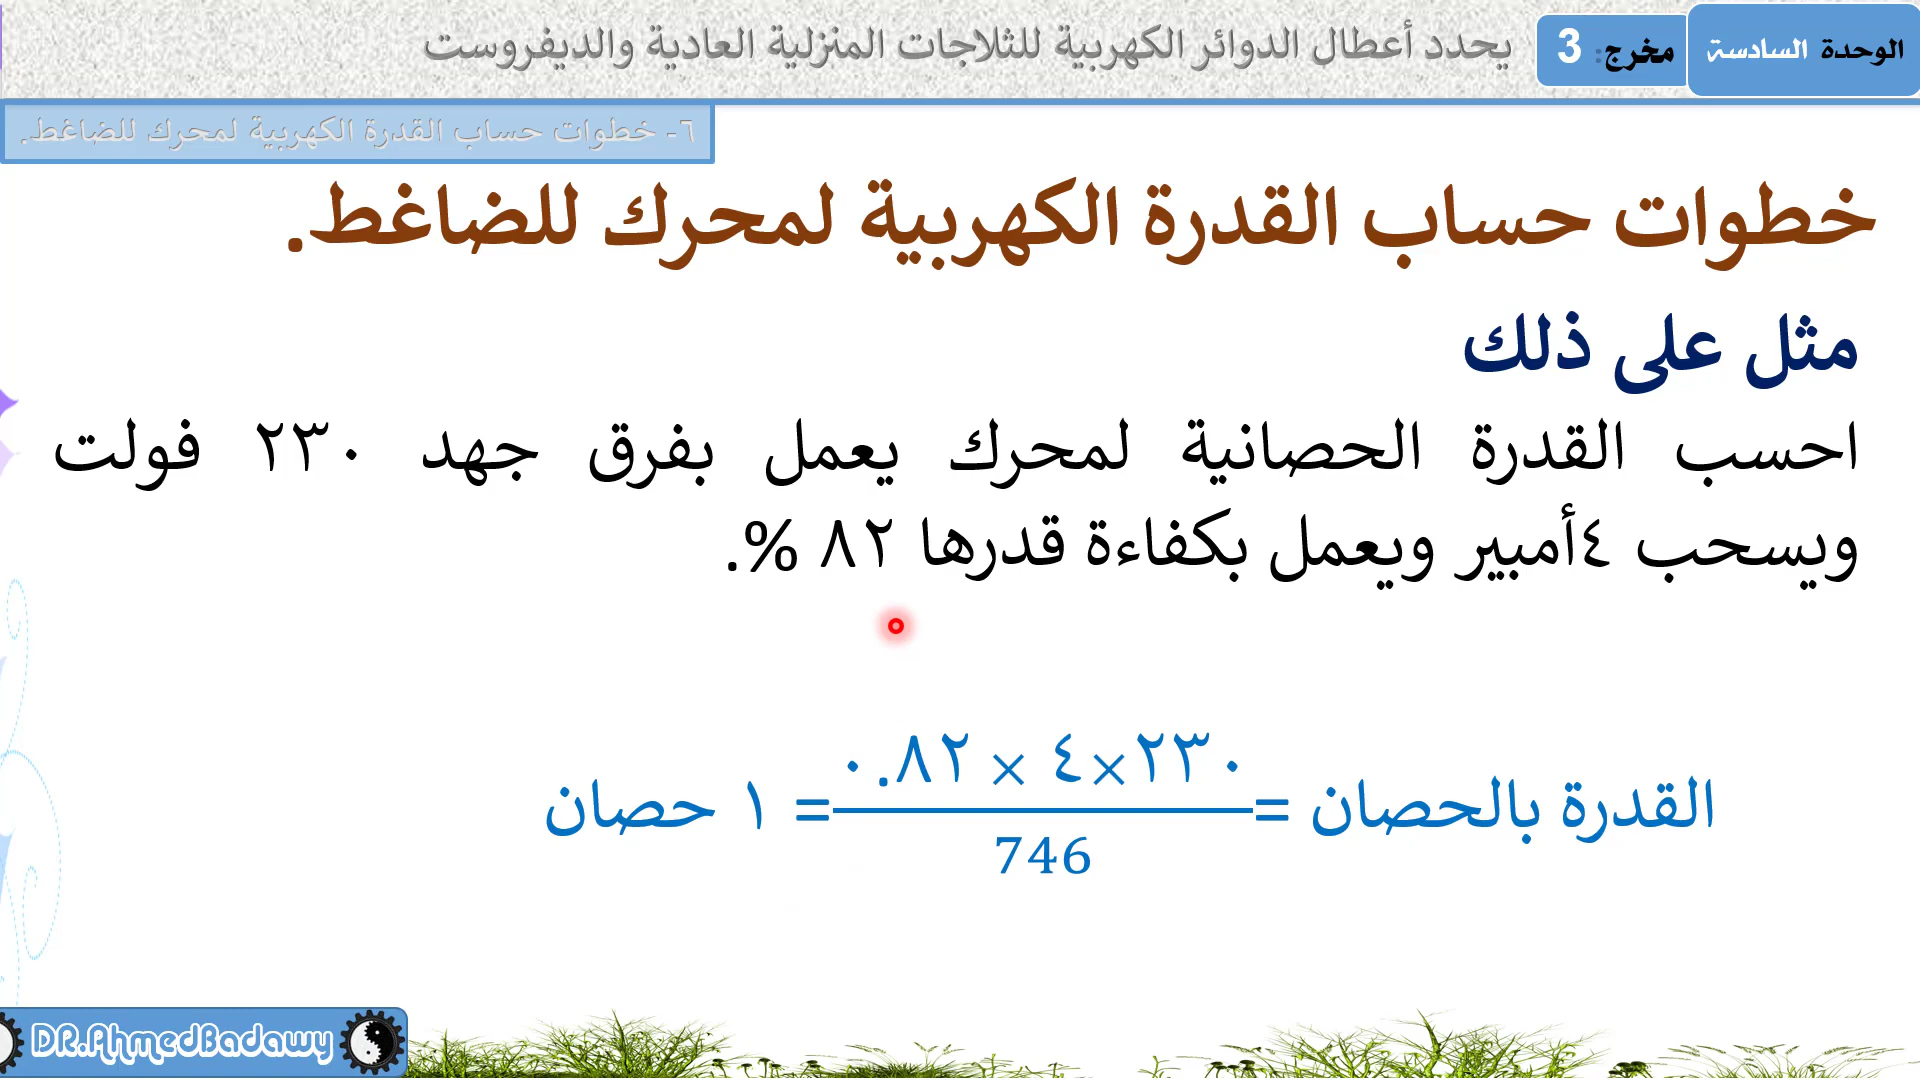 الوحدة السادسة
مخرج: 3
يحدد أعطال الدوائر الكهربية للثلاجات المنزلية العادية والديفروست
٦- خطوات حساب القدرة الكهربية لمحرك للضاغط.
خطوات حساب القدرة الكهربية لمحرك للضاغط.
مثل على ذلك
احسب القدرة الحصانية لمحرك يعمل بفرق جهد ٢٣٠ فولت
ويسحب ٤أمبير ويعمل بكفاءة قدرها ٨٢ %.
القدرة بالحصان = ٢٣٠×٤ × ٠.٨٢ / 746 = ١ حصان
DR.AhmedBadawy